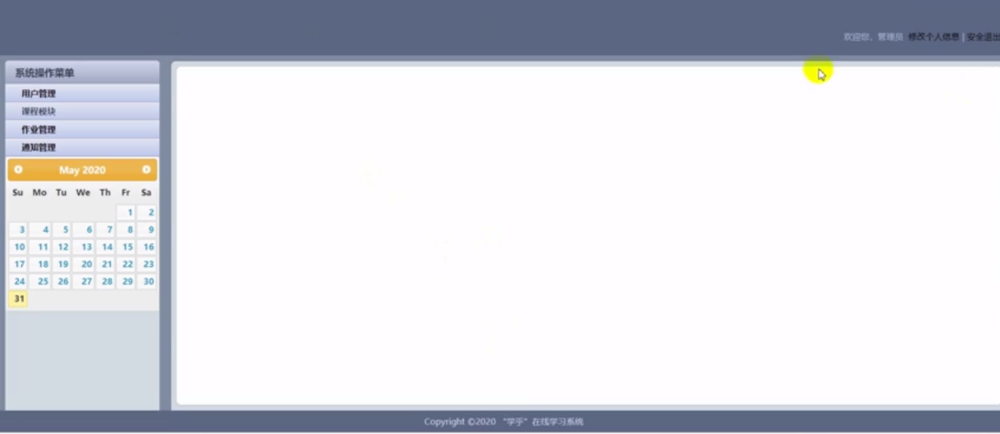 欢迎您，管理员 修改个人信息 | 安全退出
系统操作菜单
用户管理
课程模块
作业管理
通知管理
May 2020
Su Mo Tu We Th Fr Sa
1 2
3 4 5 6 7 8 9
10 11 12 13 14 15 16
17 18 19 20 21 22 23
24 25 26 27 28 29 30
31
Copyright ©2020 “学乎”在线学习系统